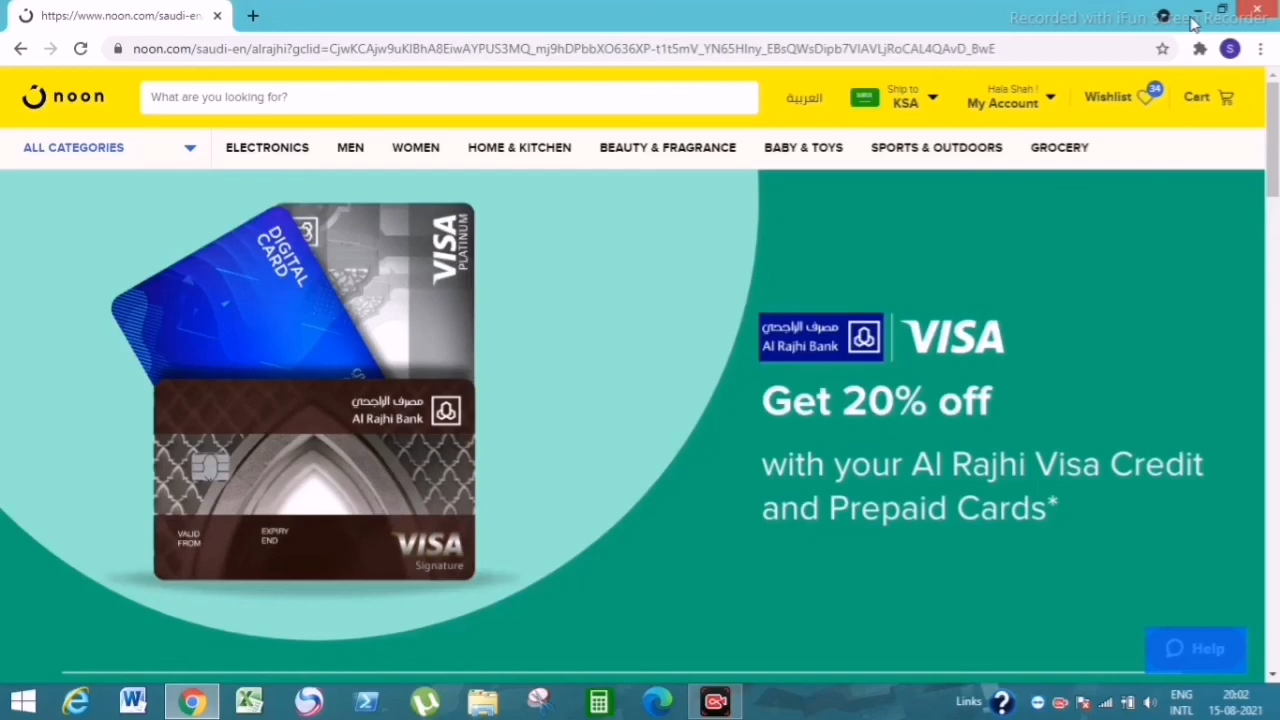 https://www.noon.com/saudi-en
Recorded with iFun Screen Recorder
noon.com/saudi-en/alrajhi?gclid=CjwKCAjw9uKIBhA8EiwAYPUS3MQ_mj9hDPbbXO636XP-t1t5mV_YN65HIny_EBsQWsDipb7VIAVLjRoCAL4QAvD_BwE
S
noon
What are you looking for?
العربية
Ship to
KSA
Hala Shah !
My Account
Wishlist
34
Cart
ALL CATEGORIES
ELECTRONICS
MEN
WOMEN
HOME & KITCHEN
BEAUTY & FRAGRANCE
BABY & TOYS
SPORTS & OUTDOORS
GROCERY
DIGITAL
CARD
VISA
PLATINUM
مصرف الراجحي
Al Rajhi Bank
VALID
FROM
EXPIRY
END
VISA
Signature
مصرف الراجحي
Al Rajhi Bank
VISA
Get 20% off
with your Al Rajhi Visa Credit
and Prepaid Cards*
Help
Links
ENG
INTL
20:02
15-08-2021